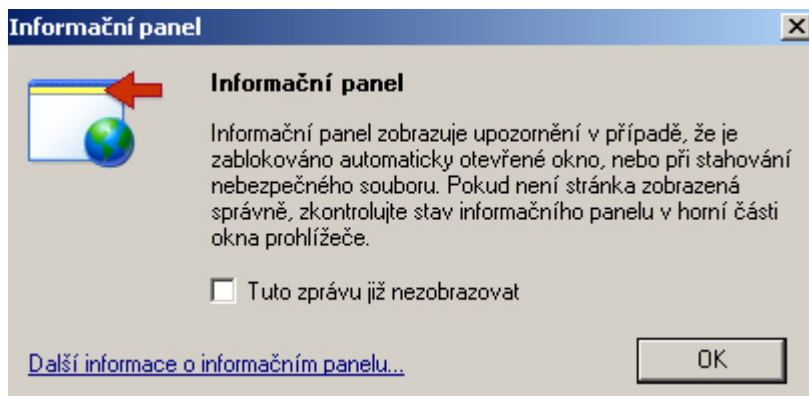 Informační panel
Informační panel
Informační panel zobrazuje upozornění v případě, že je
zablokováno automaticky otevřené okno, nebo při stahování
nebezpečného souboru. Pokud není stránka zobrazená
správně, zkontrolujte stav informačního panelu v horní části
okna prohlížeče.
Tuto zprávu již nezobrazovat
Další informace o informačním panelu...
OK